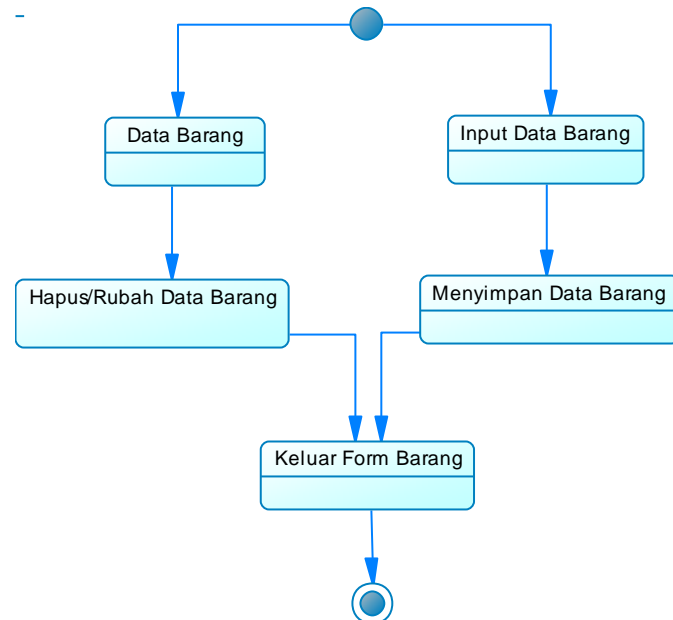 Data Barang
Input Data Barang
Hapus/Rubah Data Barang
Menyimpan Data Barang
Keluar Form Barang